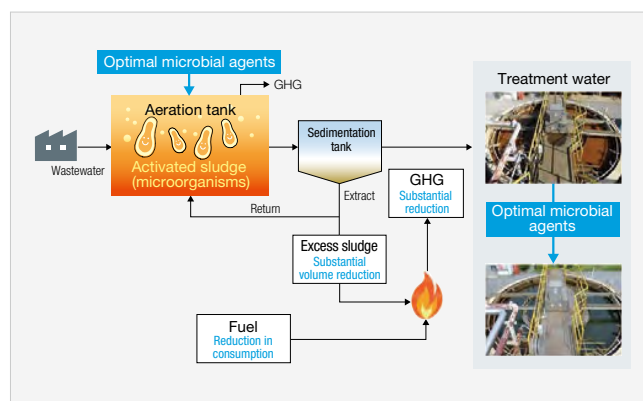 Optimal microbial agents
GHG
Aeration tank
Activated sludge
(microorganisms)
Wastewater
Sedimentation
tank
Return
Extract
GHG
Substantial
reduction
Excess sludge
Substantial
volume reduction
Fuel
Reduction in
consumption
Treatment water
Optimal microbial
agents